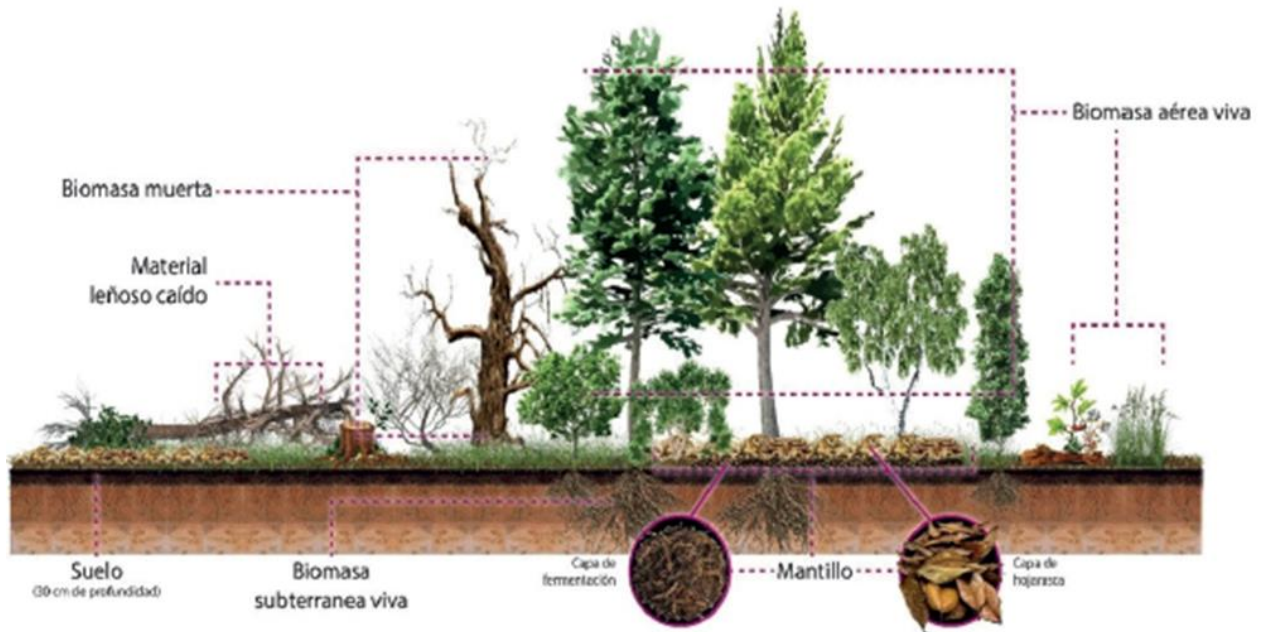 Biomasa aérea viva
Biomasa muerta
Material
leñoso caído
Suelo
(30 cm de profundidad)
Biomasa
subterranea viva
Capa de
fermentación
Mantillo
Capa de
hojarasca